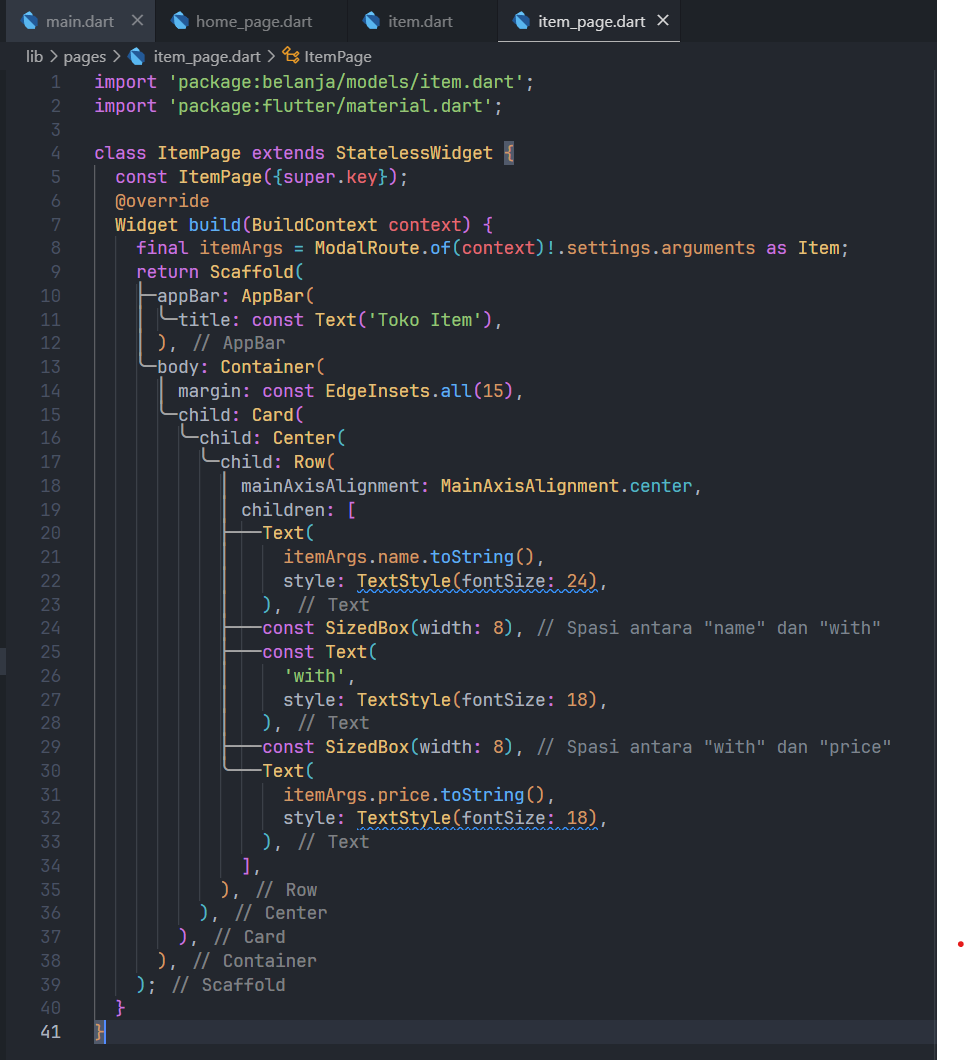 main.dart
home_page.dart
item.dart
item_page.dart
lib > pages > item_page.dart > ItemPage
1 import 'package:belanja/models/item.dart';
2 import 'package:flutter/material.dart';
3
4 class ItemPage extends StatelessWidget {
5 const ItemPage({super.key});
6 @override
7 Widget build(BuildContext context) {
8 final itemArgs = ModalRoute.of(context)!.settings.arguments as Item;
9 return Scaffold(
10 appBar: AppBar(
11 title: const Text('Toko Item'),
12 ), // AppBar
13 body: Container(
14 margin: const EdgeInsets.all(15),
15 child: Card(
16 child: Center(
17 child: Row(
18 mainAxisAlignment: MainAxisAlignment.center,
19 children: [
20 Text(
21 itemArgs.name.toString(),
22 style: TextStyle(fontSize: 24),
23 ), // Text
24 const SizedBox(width: 8), // Spasi antara "name" dan "with"
25 const Text(
26 'with',
27 style: TextStyle(fontSize: 18),
28 ), // Text
29 const SizedBox(width: 8), // Spasi antara "with" dan "price"
30 Text(
31 itemArgs.price.toString(),
32 style: TextStyle(fontSize: 18),
33 ), // Text
34 ],
35 ), // Row
36 ), // Center
37 ), // Card
38 ), // Container
39 ); // Scaffold
40 }
41 }